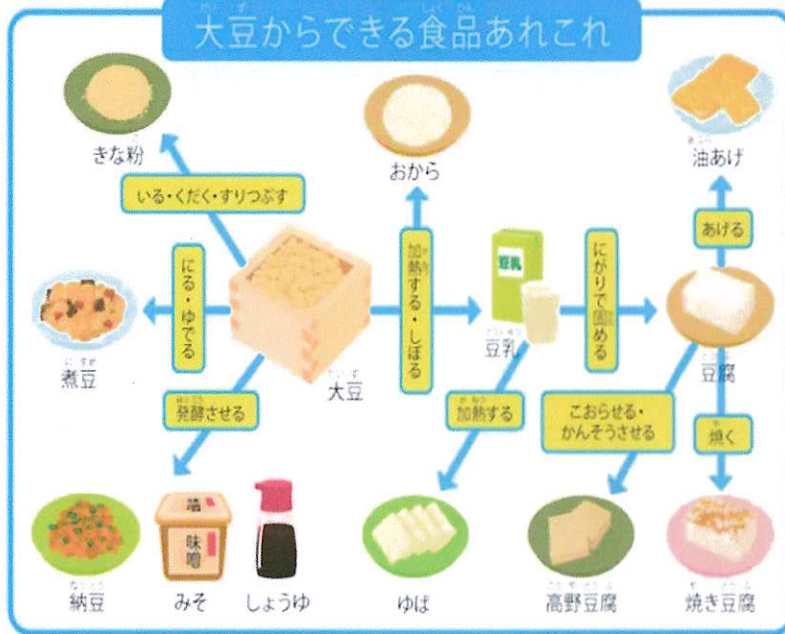 大豆からできる食品あれこれ
きな粉
おから
油あげ
いる・くだく・すりつぶす
あげる
にる・ゆでる
加熱する・しぼる
豆乳
にがりで固める
煮豆
大豆
豆乳
豆腐
発酵させる
加熱する
こおらせる・
かんそうさせる
焼く
味噌
納豆
みそ
しょうゆ
ゆば
高野豆腐
焼き豆腐